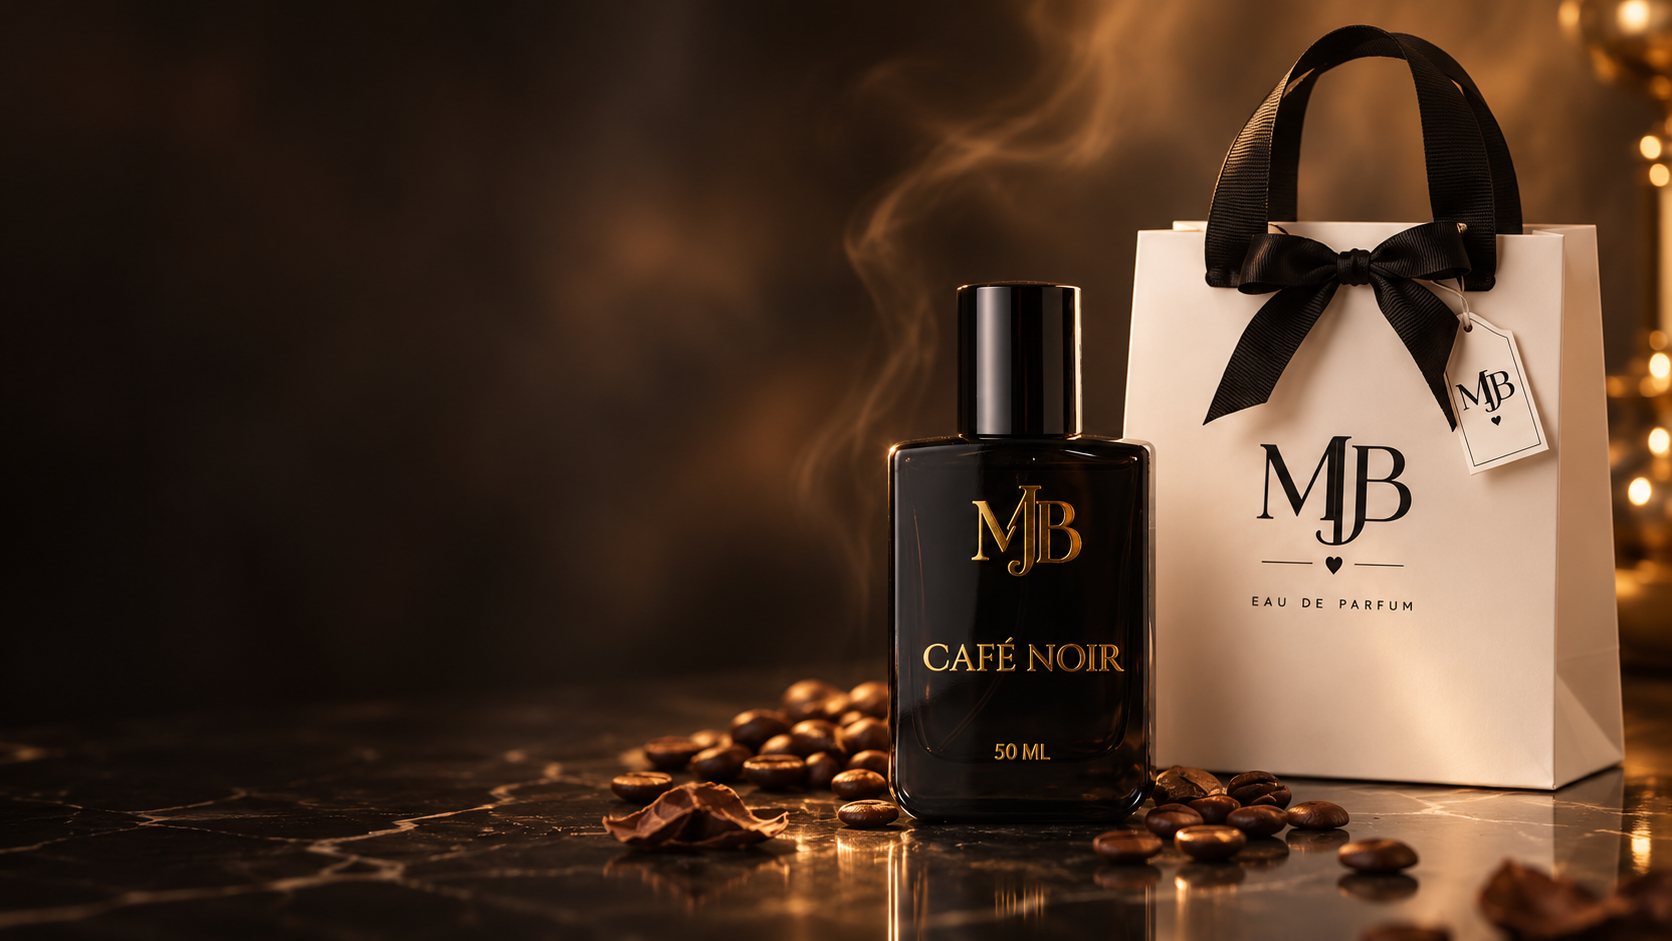 MJB
CAFÉ NOIR
50 ML
MJB
EAU DE PARFUM
MJB